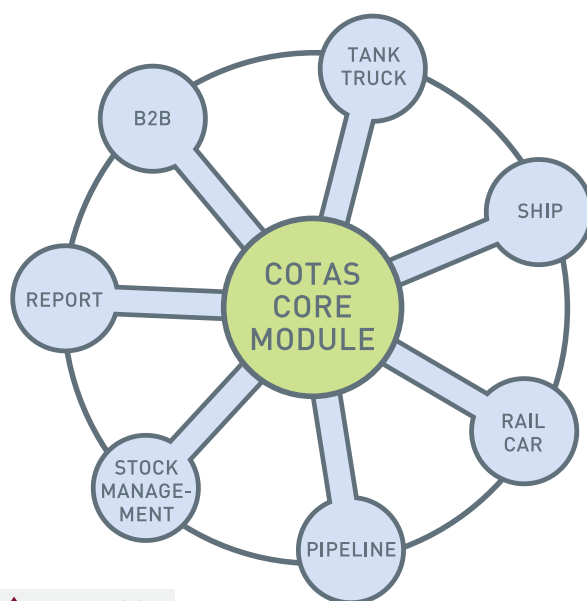 TANK
TRUCK
B2B
SHIP
COTAS
CORE
MODULE
REPORT
RAIL
CAR
STOCK
MANAGE-
MENT
PIPELINE